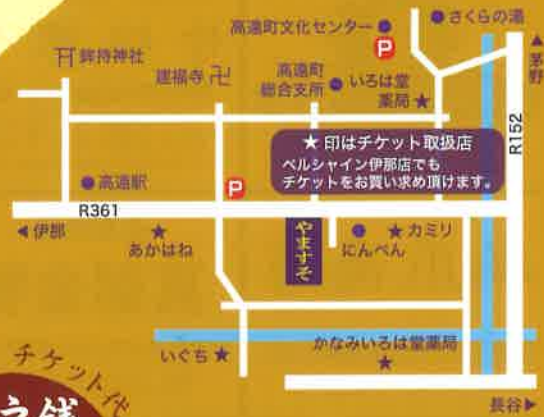 高遠町文化センター
さくらの湯
P
鉾持神社
建福寺
高遠町
総合支所
いろは堂
薬局★
▲茅野
R152
★印はチケット取扱店
ベルシャイン伊那店でも
チケットをお買い求め頂けます。
高遠駅
P
R361
◀伊那
★
あかはね
やますそ
にんべん
★カミリ
いぐち★
かなみいろは堂薬局
★
チケット代
長谷▶